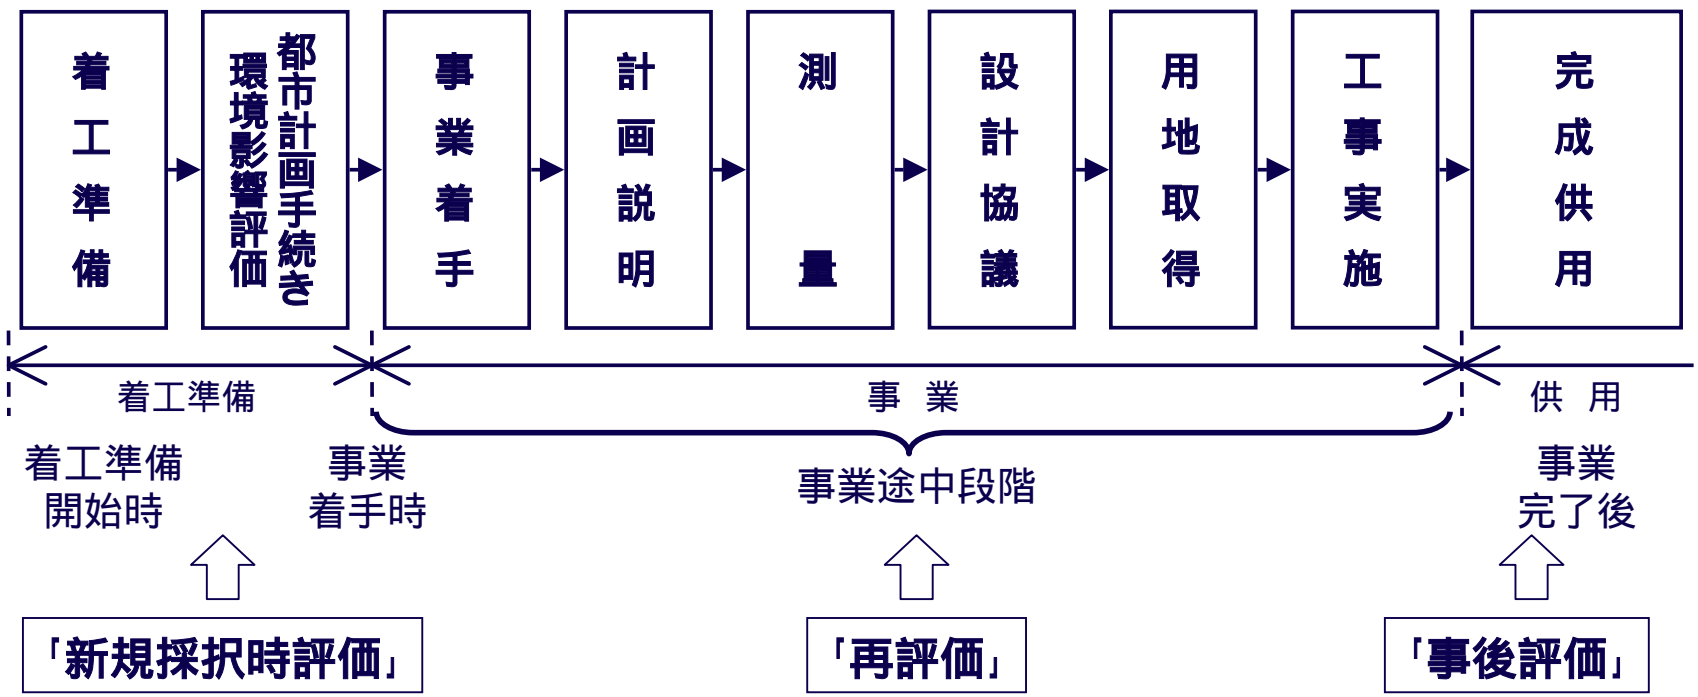 着工準備
都市計画手続き
環境影響評価
事業着手
計画説明
測量
設計協議
用地取得
工事実施
完成供用
着工準備
事業
供用
着工準備
開始時
事業
着手時
事業途中段階
事業
完了後
「新規採択時評価」
「再評価」
「事後評価」